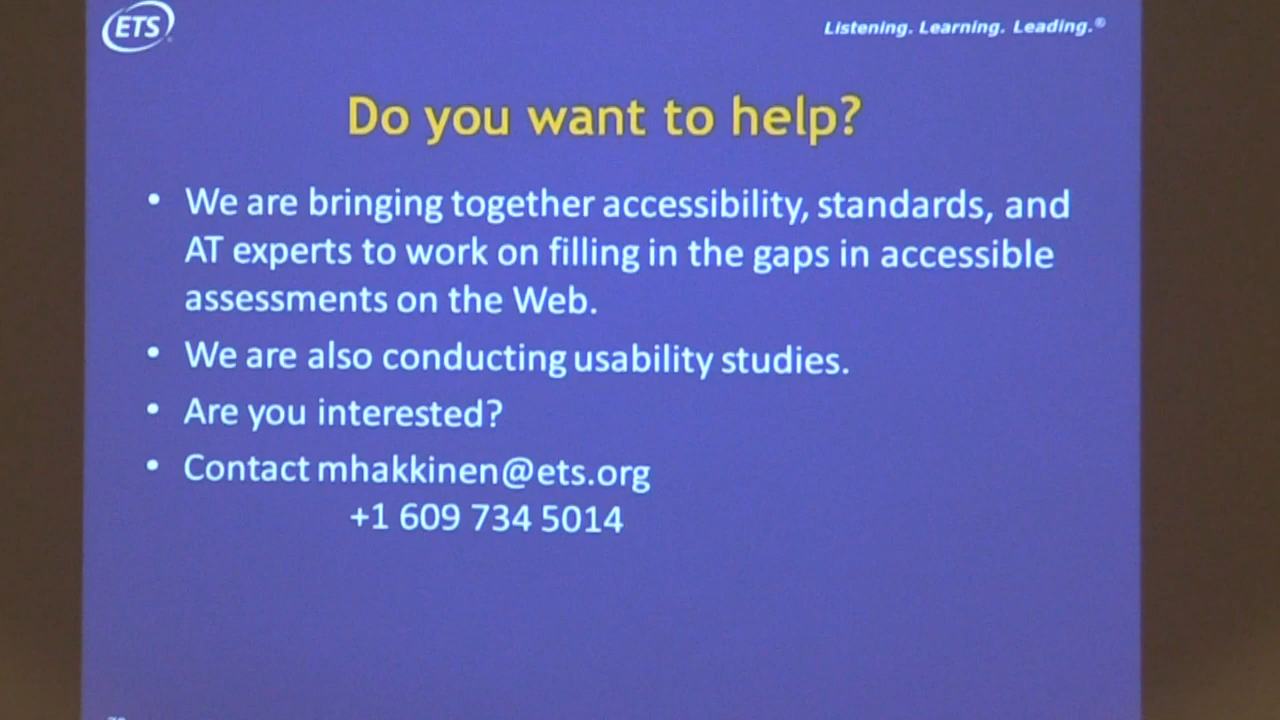 ETS
Listening. Learning. Leading.®
Do you want to help?
• We are bringing together accessibility, standards, and
AT experts to work on filling in the gaps in accessible
assessments on the Web.
• We are also conducting usability studies.
• Are you interested?
• Contact mhakkinen@ets.org
+1 609 734 5014